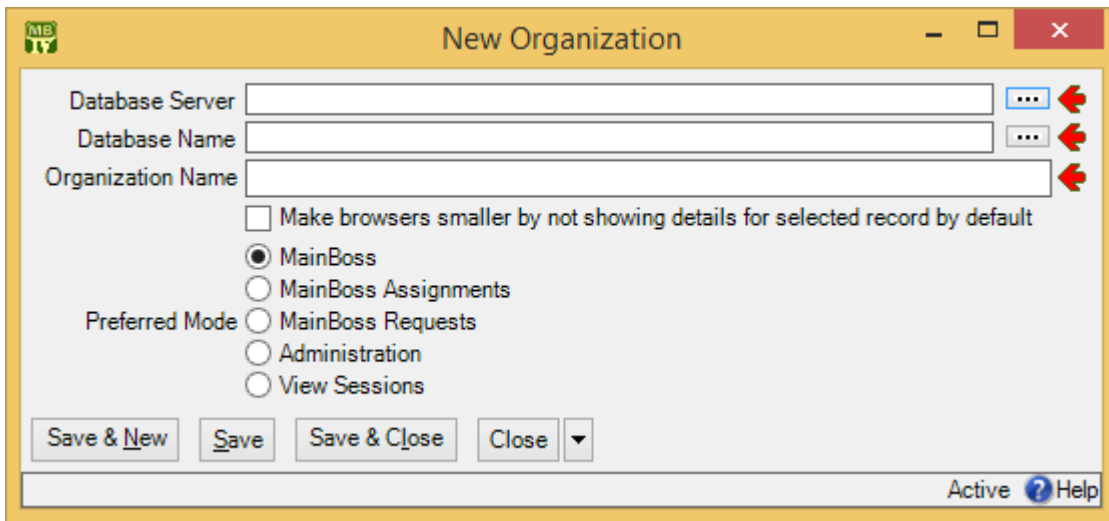 MB
New Organization
Database Server
Database Name
Organization Name
Make browsers smaller by not showing details for selected record by default
MainBoss
MainBoss Assignments
Preferred Mode MainBoss Requests
Administration
View Sessions
Save & New Save Save & Close Close
Active Help